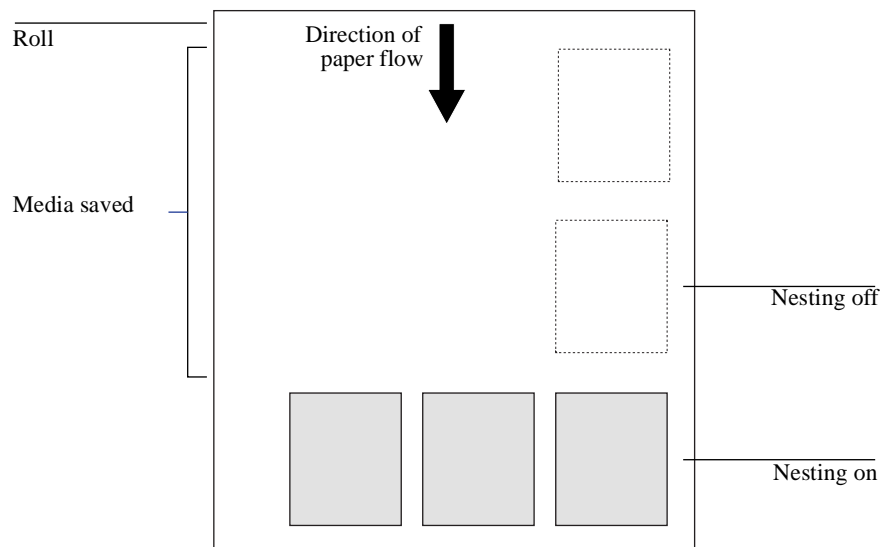 Roll
Direction of
paper flow
Media saved
Nesting off
Nesting on